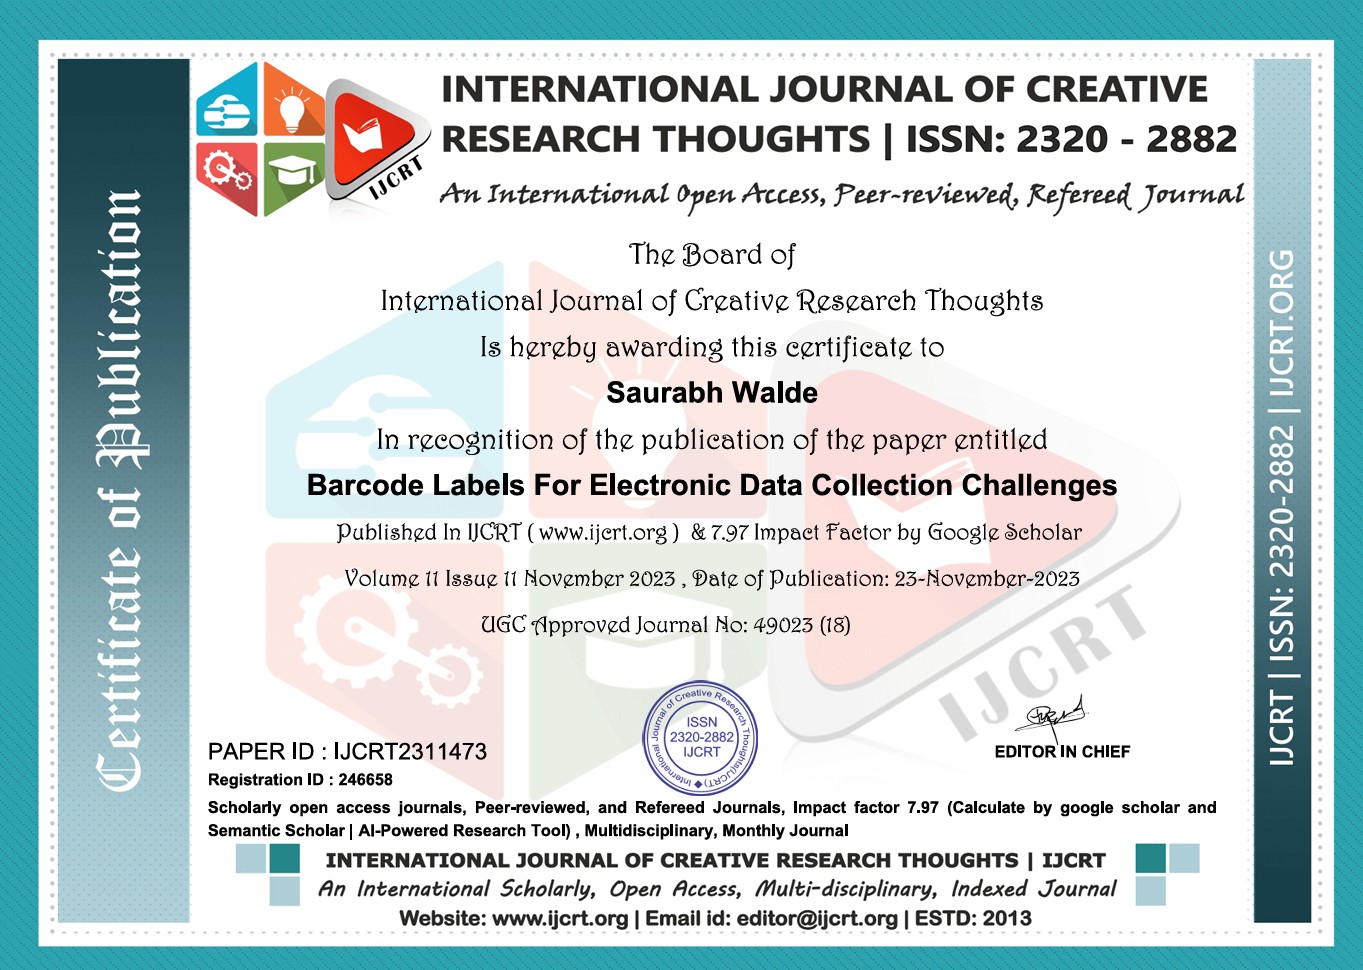 INTERNATIONAL JOURNAL OF CREATIVE
RESEARCH THOUGHTS | ISSN: 2320 - 2882
An International Open Access, Peer-reviewed, Refereed Journal
IJCRT
Certificate of Publication
The Board of
International Journal of Creative Research Thoughts
Is hereby awarding this certificate to
Saurabh Walde
In recognition of the publication of the paper entitled
Barcode Labels For Electronic Data Collection Challenges
Published In IJCRT ( www.ijcrt.org ) & 7.97 Impact Factor by Google Scholar
Volume 11 Issue 11 November 2023 , Date of Publication: 23-November-2023
UGC Approved Journal No: 49023 (18)
IJCRT
International Journal of Creative Research Thoughts(IJCRT)
ISSN
2320-2882
IJCRT
PAPER ID : IJCRT2311473
Registration ID : 246658
EDITOR IN CHIEF
Scholarly open access journals, Peer-reviewed, and Refereed Journals, Impact factor 7.97 (Calculate by google scholar and
Semantic Scholar | AI-Powered Research Tool) , Multidisciplinary, Monthly Journal
INTERNATIONAL JOURNAL OF CREATIVE RESEARCH THOUGHTS | IJCRT
An International Scholarly, Open Access, Multi-disciplinary, Indexed Journal
Website: www.ijcrt.org | Email id: editor@ijcrt.org | ESTD: 2013
IJCRT | ISSN: 2320-2882 | IJCRT.ORG